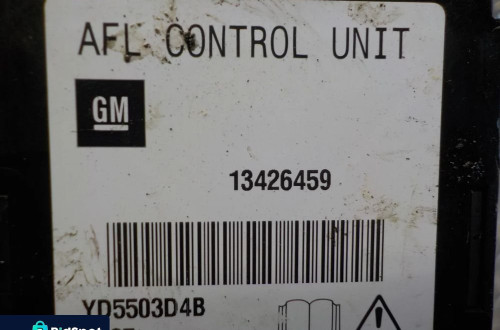 AFL CONTROL UNIT
GM
13426459
YD5503D4B